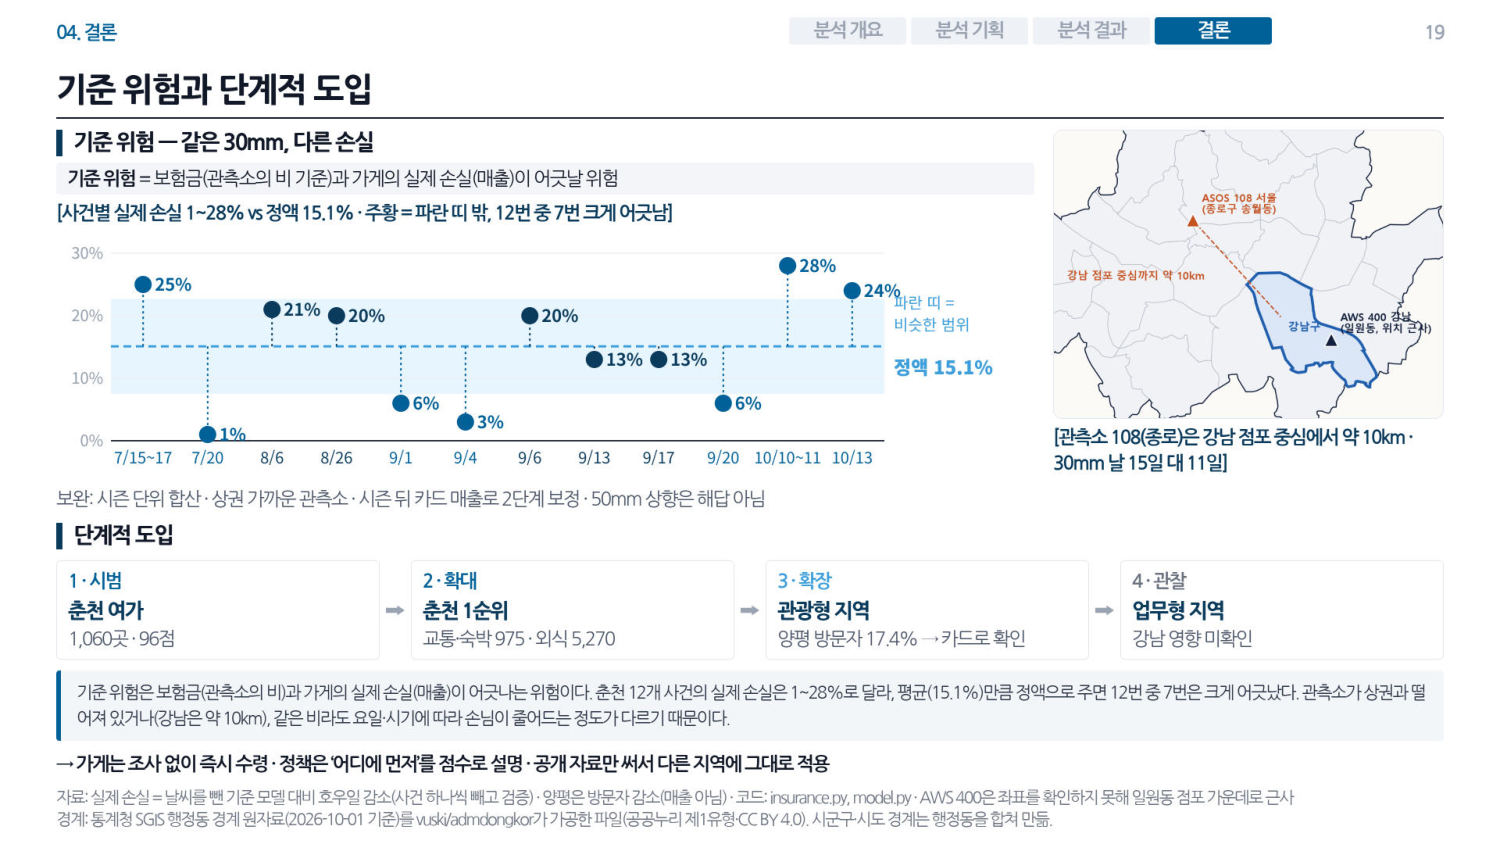 04. 결론
분석 개요
분석 기획
분석 결과
결론
19
기준 위험과 단계적 도입
기준 위험 — 같은 30mm, 다른 손실
기준 위험 = 보험금(관측소의 비 기준)과 가게의 실제 손실(매출)이 어긋날 위험
[사건별 실제 손실 1~28% vs 정액 15.1% · 주황 = 파란 띠 밖, 12번 중 7번 크게 어긋남]
30%
20%
10%
0%
25%
1%
21%
20%
6%
3%
20%
13%
13%
6%
28%
24%
파란 띠 =
비슷한 범위
정액 15.1%
7/15~17
7/20
8/6
8/26
9/1
9/4
9/6
9/13
9/17
9/20
10/10~11
10/13
ASOS 108 서울
(종로구 송월동)
강남 점포 중심까지 약 10km
강남구
AWS 400 강남
(일원동, 위치 근사)
[관측소 108(종로)은 강남 점포 중심에서 약 10km ·
30mm 날 15일 대 11일]
보완: 시즌 단위 합산 · 상권 가까운 관측소 · 시즌 뒤 카드 매출로 2단계 보정 · 50mm 상향은 해답 아님
단계적 도입
1 · 시범
춘천 여가
1,060곳 · 96점
2 · 확대
춘천 1순위
교통·숙박 975 · 외식 5,270
3 · 확장
관광형 지역
양평 방문자 17.4% → 카드로 확인
4 · 관찰
업무형 지역
강남 영향 미확인
기준 위험은 보험금(관측소의 비)과 가게의 실제 손실(매출)이 어긋나는 위험이다. 춘천 12개 사건의 실제 손실은 1~28%로 달라, 평균(15.1%)만큼 정액으로 주면 12번 중 7번은 크게 어긋났다. 관측소가 상권과 떨
어져 있거나(강남은 약 10km), 같은 비라도 요일·시기에 따라 손님이 줄어드는 정도가 다르기 때문이다.
→ 가게는 조사 없이 즉시 수령 · 정책은 '어디에 먼저'를 점수로 설명 · 공개 자료만 써서 다른 지역에 그대로 적용
자료: 실제 손실 = 날씨를 뺀 기준 모델 대비 호우일 감소(사건 하나씩 빼고 검증) · 양평은 방문자 감소(매출 아님) · 코드: insurance.py, model.py · AWS 400은 좌표를 확인하지 못해 일원동 점포 가운데로 근사
경계: 통계청 SGIS 행정동 경계 원자료(2026-10-01 기준)를 vuski/admdongkor가 가공한 파일(공공누리 제1유형·CC BY 4.0). 시군구·시도 경계는 행정동을 합쳐 만듦.